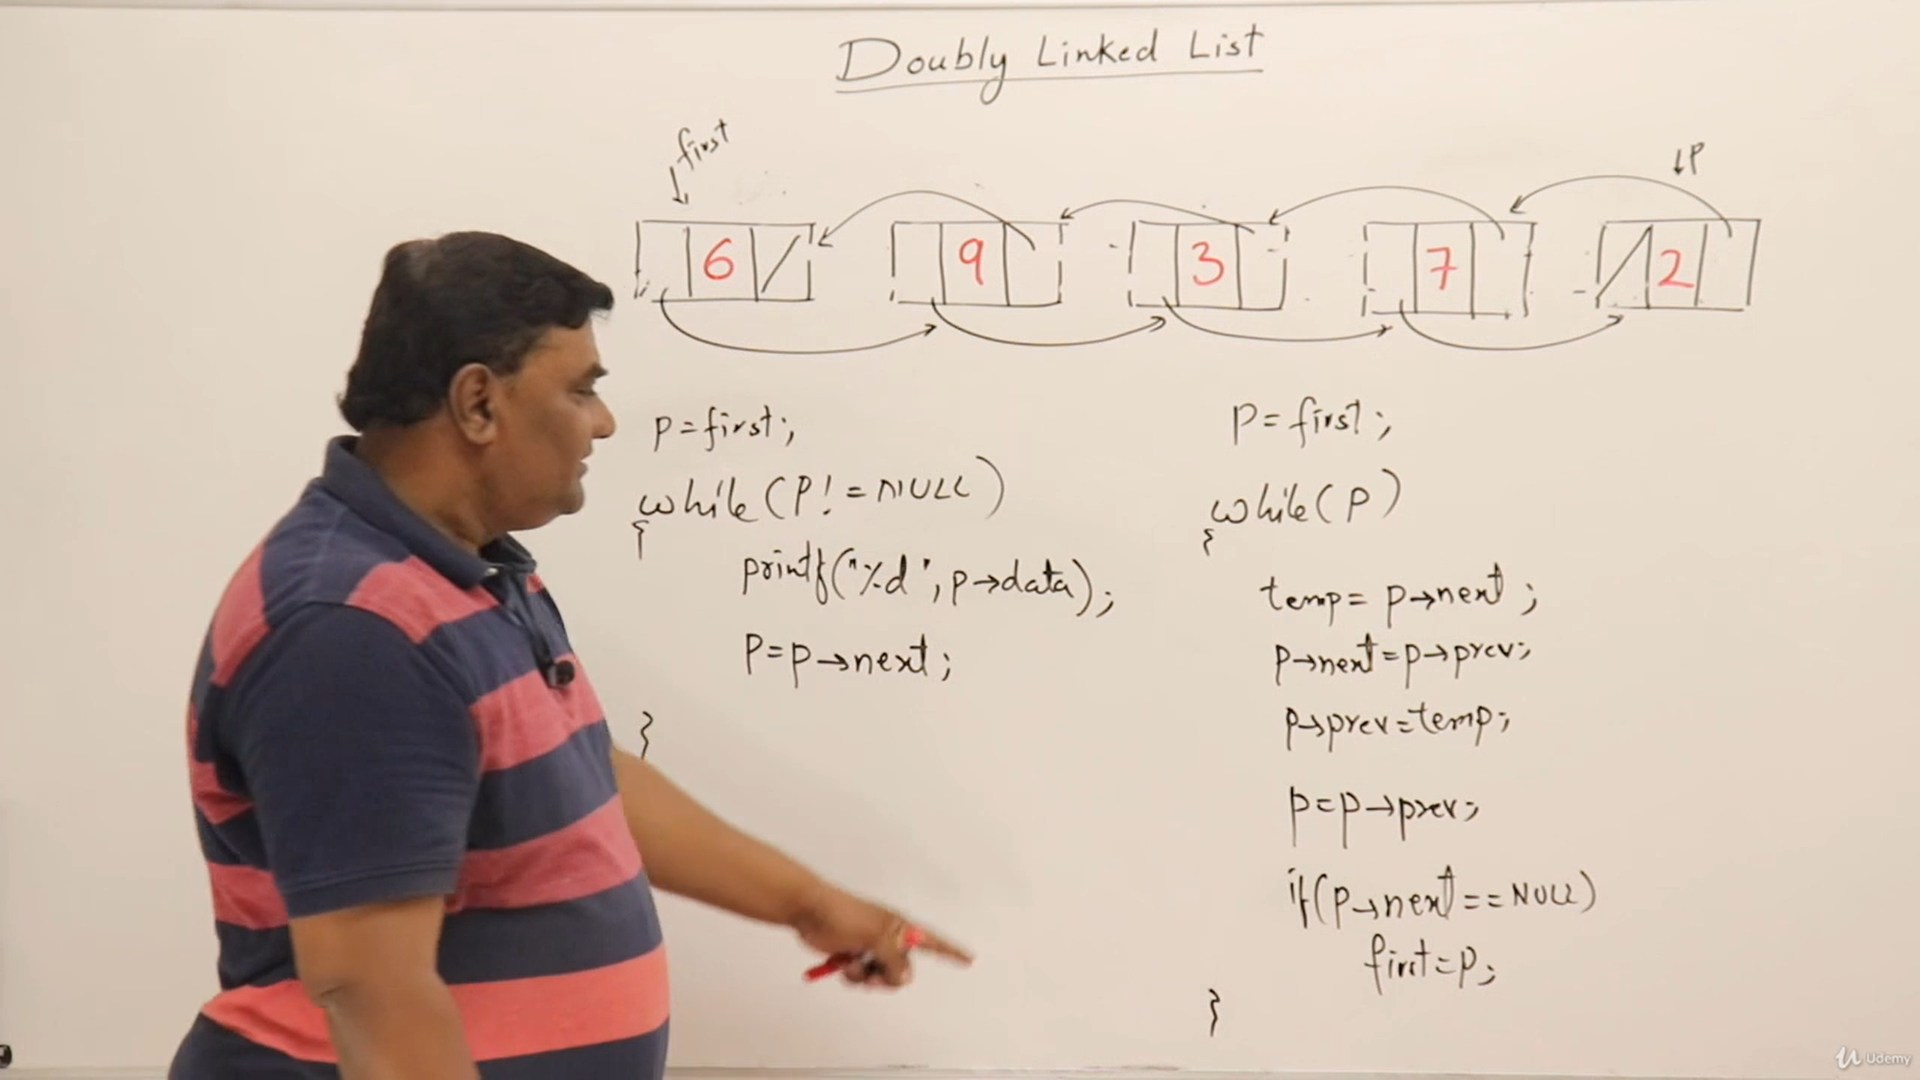 Doubly Linked List
first
P
6 9 3 7 2
p=first;
while(P!=NULL)
{
printf("%d",p→data);
P=p→next;
}
P=first;
while(P)
{
temp=p→next;
p→next=p→prev;
p→prev=temp;
p=p→prev;
if(p→next==NULL)
first=p;
}
Udemy